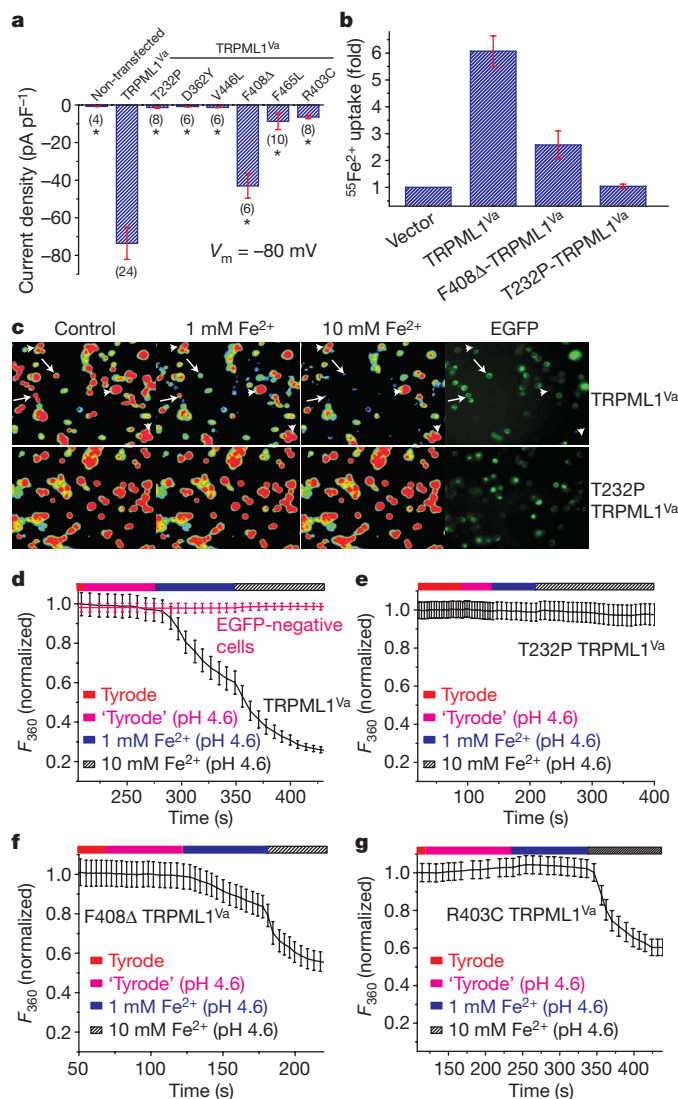 a
TRPML1Va
Non-transfected
TRPML1Va
T232P
D362Y
V446L
F408Δ
F465L
R403C
Current density (pA pF−1)
0
−20
−40
−60
−80
(4)
*
(24)
(8)
*
(6)
*
(6)
*
(6)
*
(10)
*
(8)
*
Vm = −80 mV
b
55Fe2+ uptake (fold)
6
5
4
3
2
1
Vector
TRPML1Va
F408Δ-TRPML1Va
T232P-TRPML1Va
c
Control
1 mM Fe2+
10 mM Fe2+
EGFP
TRPML1Va
T232P
TRPML1Va
d
F360 (normalized)
1.0
0.8
0.6
0.4
0.2
EGFP-negative
cells
TRPML1Va
Tyrode
'Tyrode' (pH 4.6)
1 mM Fe2+ (pH 4.6)
10 mM Fe2+ (pH 4.6)
250 300 350 400
Time (s)
e
F360 (normalized)
1.0
0.8
0.6
0.4
0.2
T232P TRPML1Va
Tyrode
'Tyrode' (pH 4.6)
1 mM Fe2+ (pH 4.6)
10 mM Fe2+ (pH 4.6)
100 200 300 400
Time (s)
f
F360 (normalized)
1.0
0.8
0.6
0.4
0.2
F408Δ TRPML1Va
Tyrode
'Tyrode' (pH 4.6)
1 mM Fe2+ (pH 4.6)
10 mM Fe2+ (pH 4.6)
50 100 150 200
Time (s)
g
F360 (normalized)
1.0
0.8
0.6
0.4
0.2
R403C TRPML1Va
Tyrode
'Tyrode' (pH 4.6)
1 mM Fe2+ (pH 4.6)
10 mM Fe2+ (pH 4.6)
150 200 250 300 350 400
Time (s)